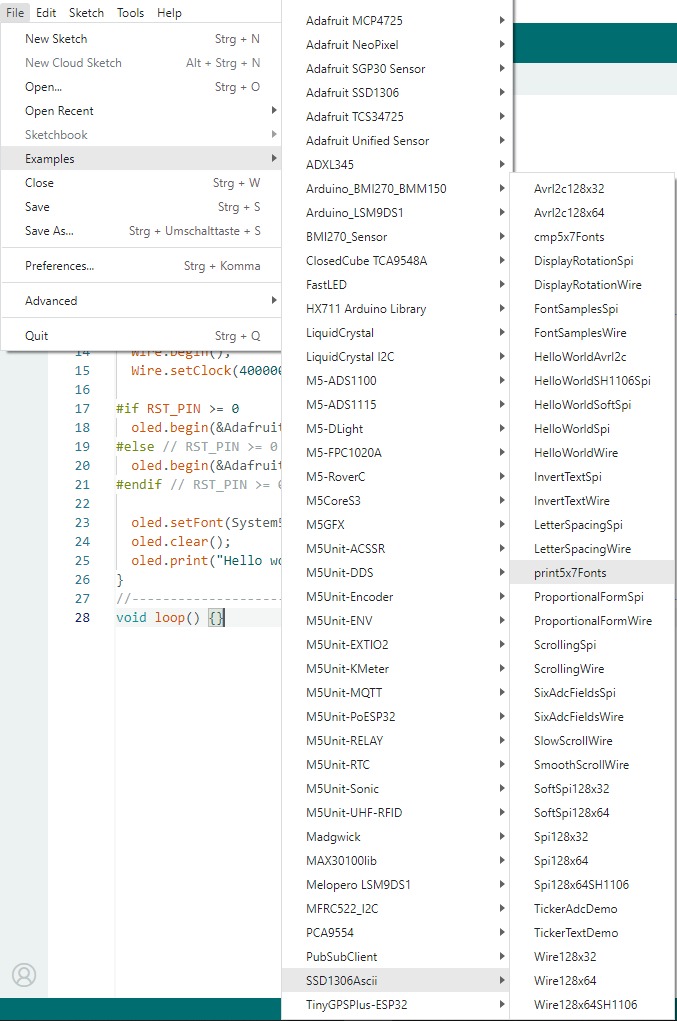 File Edit Sketch Tools Help
New Sketch Strg + N
New Cloud Sketch Alt + Strg + N
Open... Strg + O
Open Recent
Sketchbook
Examples
Close Strg + W
Save Strg + S
Save As... Strg + Umschalttaste + S
Preferences... Strg + Komma
Advanced
Quit Strg + Q
14 Wire.begin();
15 Wire.setClock(400000
16
17 #if RST_PIN >= 0
18 oled.begin(&Adafruit
19 #else // RST_PIN >= 0
20 oled.begin(&Adafruit
21 #endif // RST_PIN >= 0
22
23 oled.setFont(System5
24 oled.clear();
25 oled.print("Hello wo
26 }
27 //--------------------
28 void loop() {}
Adafruit MCP4725
Adafruit NeoPixel
Adafruit SGP30 Sensor
Adafruit SSD1306
Adafruit TCS34725
Adafruit Unified Sensor
ADXL345
Arduino_BMI270_BMM150
Arduino_LSM9DS1
BMI270_Sensor
ClosedCube TCA9548A
FastLED
HX711 Arduino Library
LiquidCrystal
LiquidCrystal I2C
M5-ADS1100
M5-ADS1115
M5-DLight
M5-FPC1020A
M5-RoverC
M5CoreS3
M5GFX
M5Unit-ACSSR
M5Unit-DDS
M5Unit-Encoder
M5Unit-ENV
M5Unit-EXTIO2
M5Unit-KMeter
M5Unit-MQTT
M5Unit-PoESP32
M5Unit-RELAY
M5Unit-RTC
M5Unit-Sonic
M5Unit-UHF-RFID
Madgwick
MAX30100lib
Melopero LSM9DS1
MFRC522_I2C
PCA9554
PubSubClient
SSD1306Ascii
TinyGPSPlus-ESP32
AvrI2c128x32
AvrI2c128x64
cmp5x7Fonts
DisplayRotationSpi
DisplayRotationWire
FontSamplesSpi
FontSamplesWire
HelloWorldAvrI2c
HelloWorldSH1106Spi
HelloWorldSoftSpi
HelloWorldSpi
HelloWorldWire
InvertTextSpi
InvertTextWire
LetterSpacingSpi
LetterSpacingWire
print5x7Fonts
ProportionalFormSpi
ProportionalFormWire
ScrollingSpi
ScrollingWire
SixAdcFieldsSpi
SixAdcFieldsWire
SlowScrollWire
SmoothScrollWire
SoftSpi128x32
SoftSpi128x64
Spi128x32
Spi128x64
Spi128x64SH1106
TickerAdcDemo
TickerTextDemo
Wire128x32
Wire128x64
Wire128x64SH1106